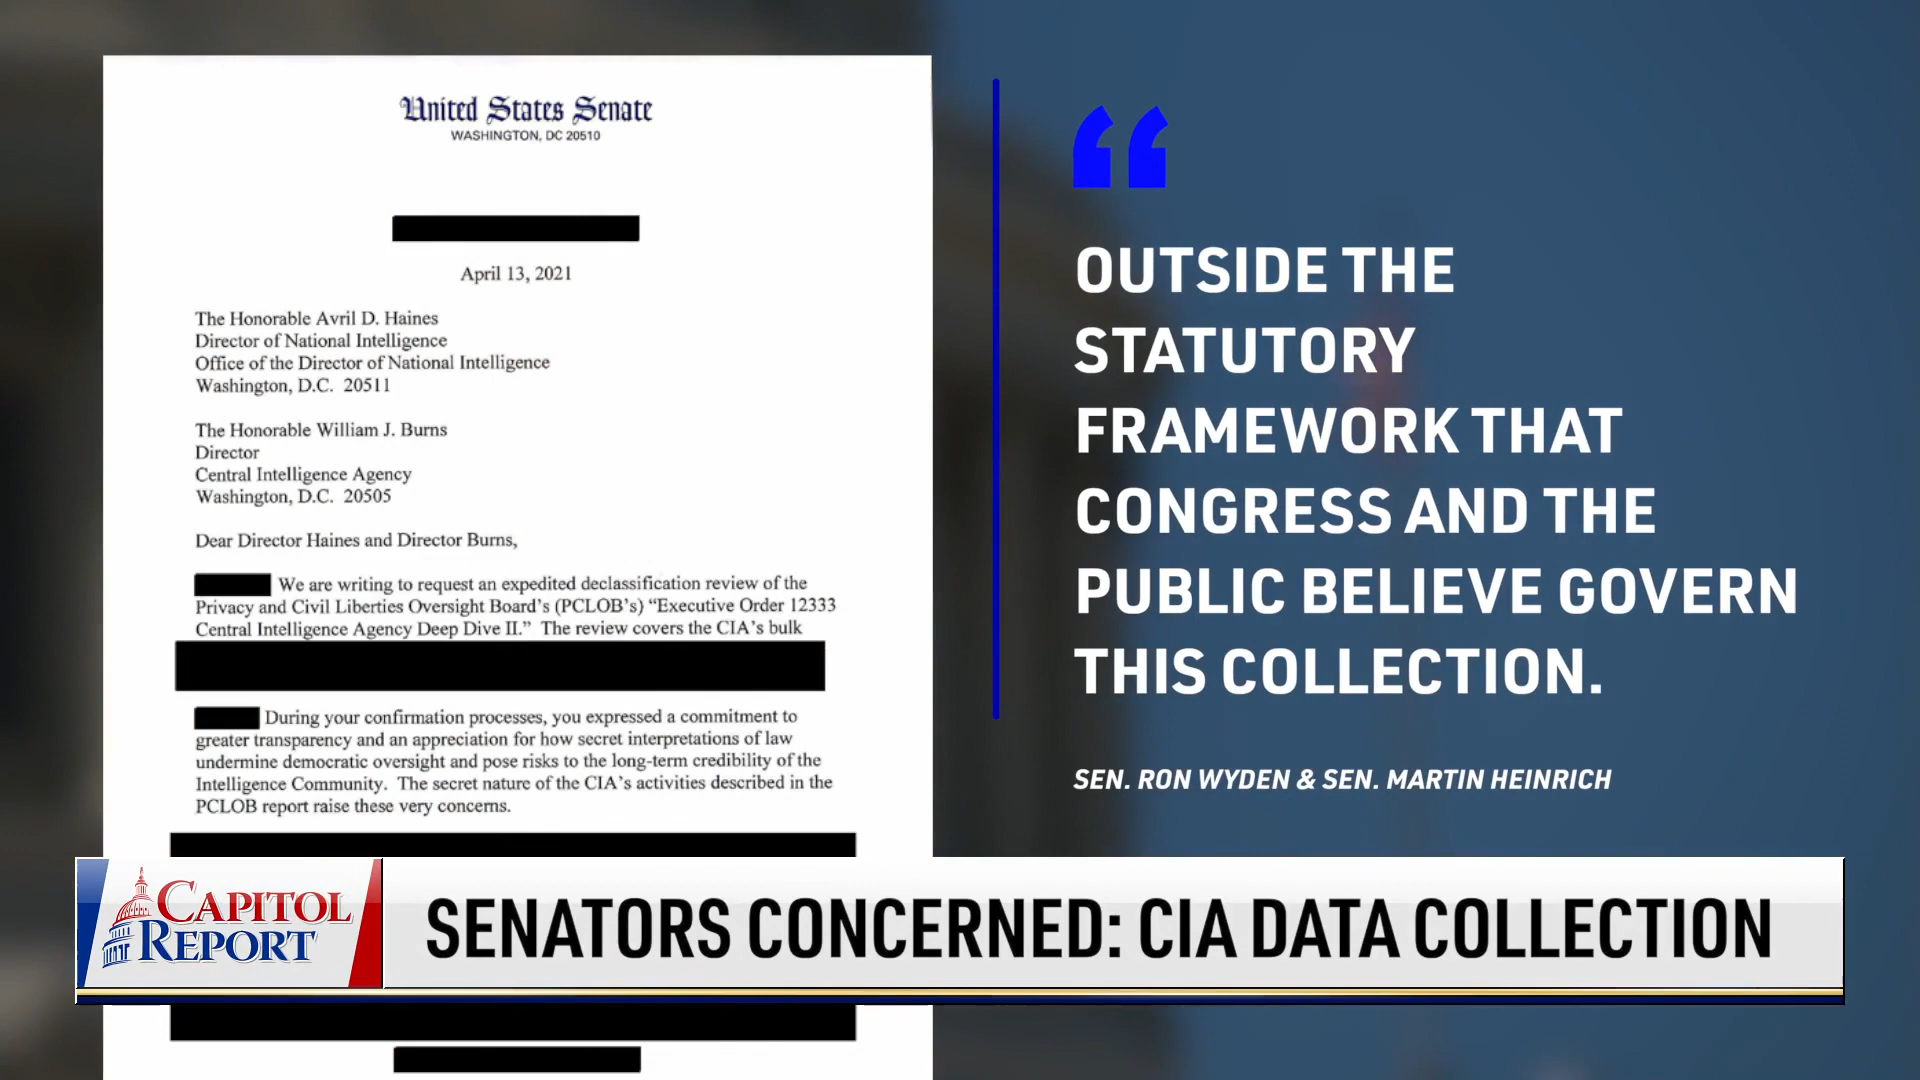 United States Senate
WASHINGTON, DC 20510
April 13, 2021
The Honorable Avril D. Haines
Director of National Intelligence
Office of the Director of National Intelligence
Washington, D.C. 20511
The Honorable William J. Burns
Director
Central Intelligence Agency
Washington, D.C. 20505
Dear Director Haines and Director Burns,
We are writing to request an expedited declassification review of the
Privacy and Civil Liberties Oversight Board's (PCLOB's) "Executive Order 12333
Central Intelligence Agency Deep Dive II." The review covers the CIA's bulk
During your confirmation processes, you expressed a commitment to
greater transparency and an appreciation for how secret interpretations of law
undermine democratic oversight and pose risks to the long-term credibility of the
Intelligence Community. The secret nature of the CIA's activities described in the
PCLOB report raise these very concerns.
“
OUTSIDE THE
STATUTORY
FRAMEWORK THAT
CONGRESS AND THE
PUBLIC BELIEVE GOVERN
THIS COLLECTION.
SEN. RON WYDEN & SEN. MARTIN HEINRICH
CAPITOL
REPORT
SENATORS CONCERNED: CIA DATA COLLECTION